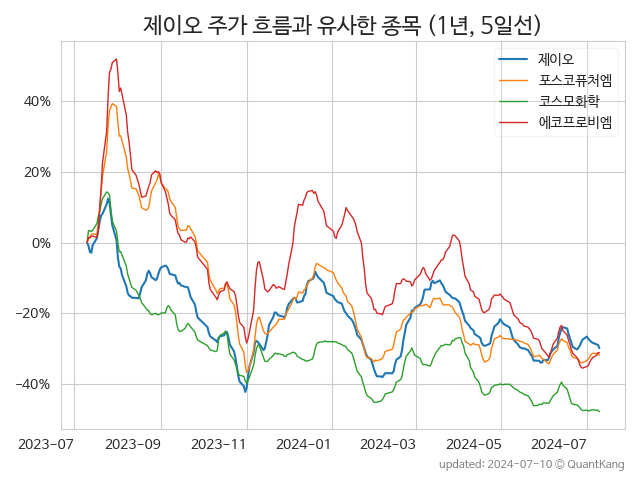 제이오 주가 흐름과 유사한 종목 (1년, 5일선)
제이오
포스코퓨처엠
코스모화학
에코프로비엠
40%
20%
0%
−20%
−40%
2023-07
2023-09
2023-11
2024-01
2024-03
2024-05
2024-07
updated: 2024-07-10 © QuantKang